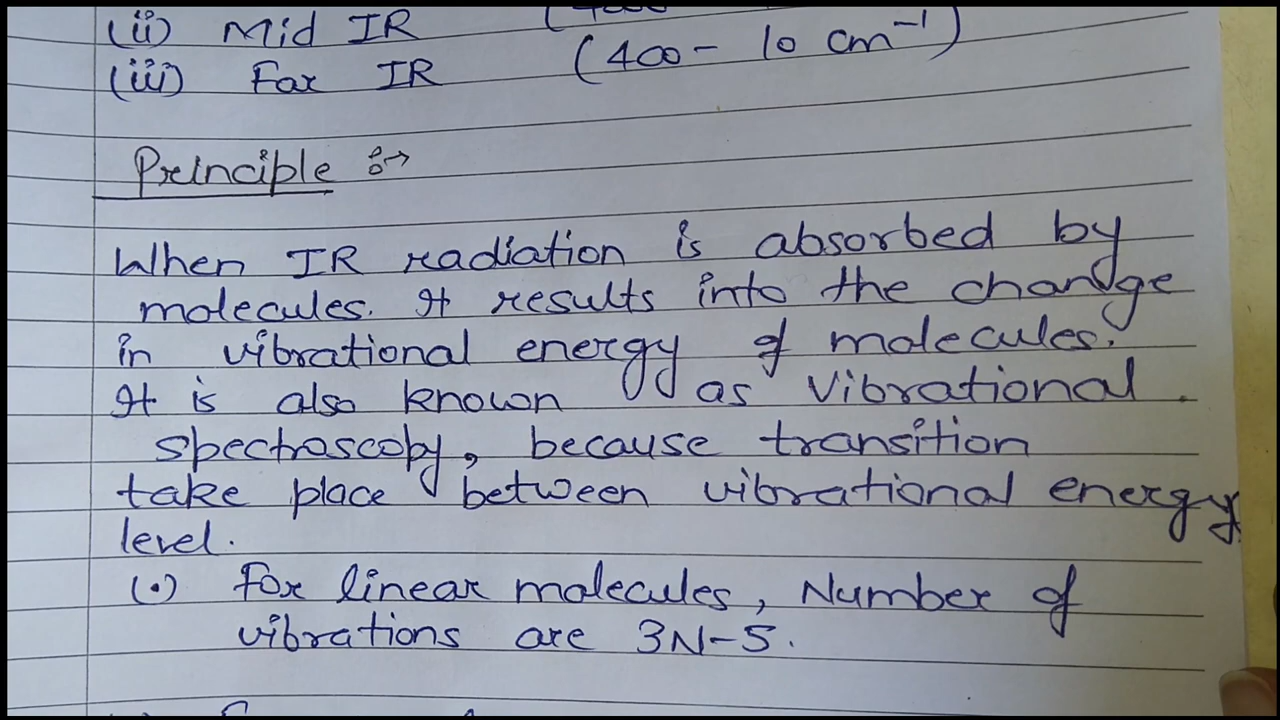 (ii) Mid IR
(iii) Far IR (400 - 10 cm⁻¹)
Principle :→
When IR radiation is absorbed by
molecules. It results into the change
in vibrational energy of molecules.
It is also known as vibrational
spectroscopy, because transition
take place between vibrational energy
level.
(•) For linear molecules, Number of
vibrations are 3N-5.